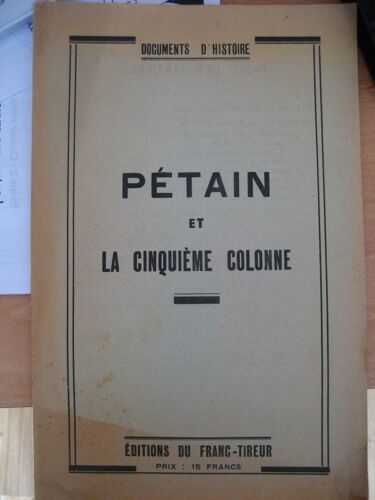 DOCUMENTS D'HISTOIRE
PÉTAIN
ET
LA CINQUIÈME COLONNE
ÉDITIONS DU FRANC-TIREUR
PRIX : 15 FRANCS